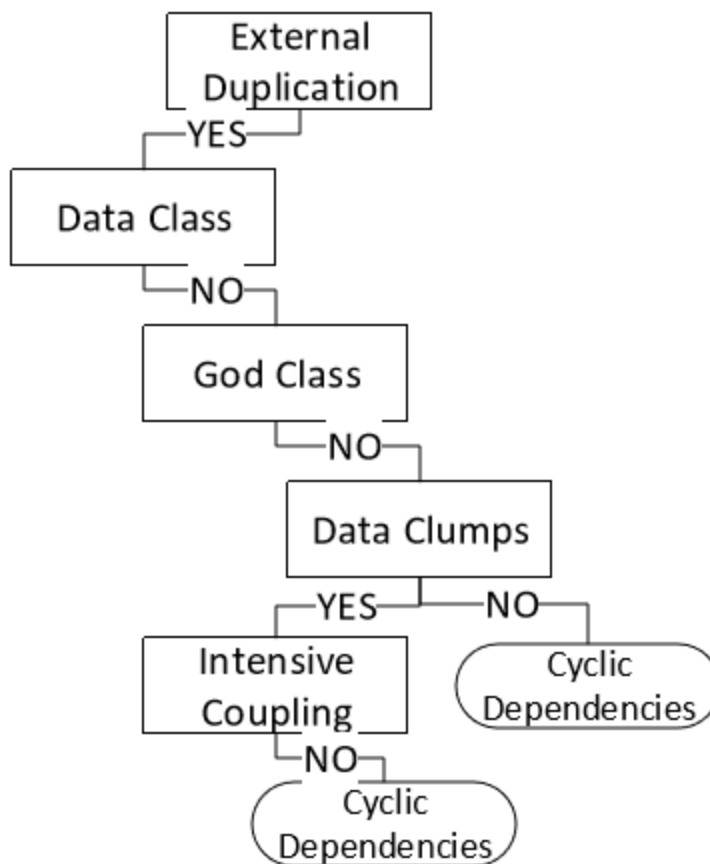 External
Duplication
YES
Data Class
NO
God Class
NO
Data Clumps
YES
NO
Intensive
Coupling
Cyclic
Dependencies
NO
Cyclic
Dependencies